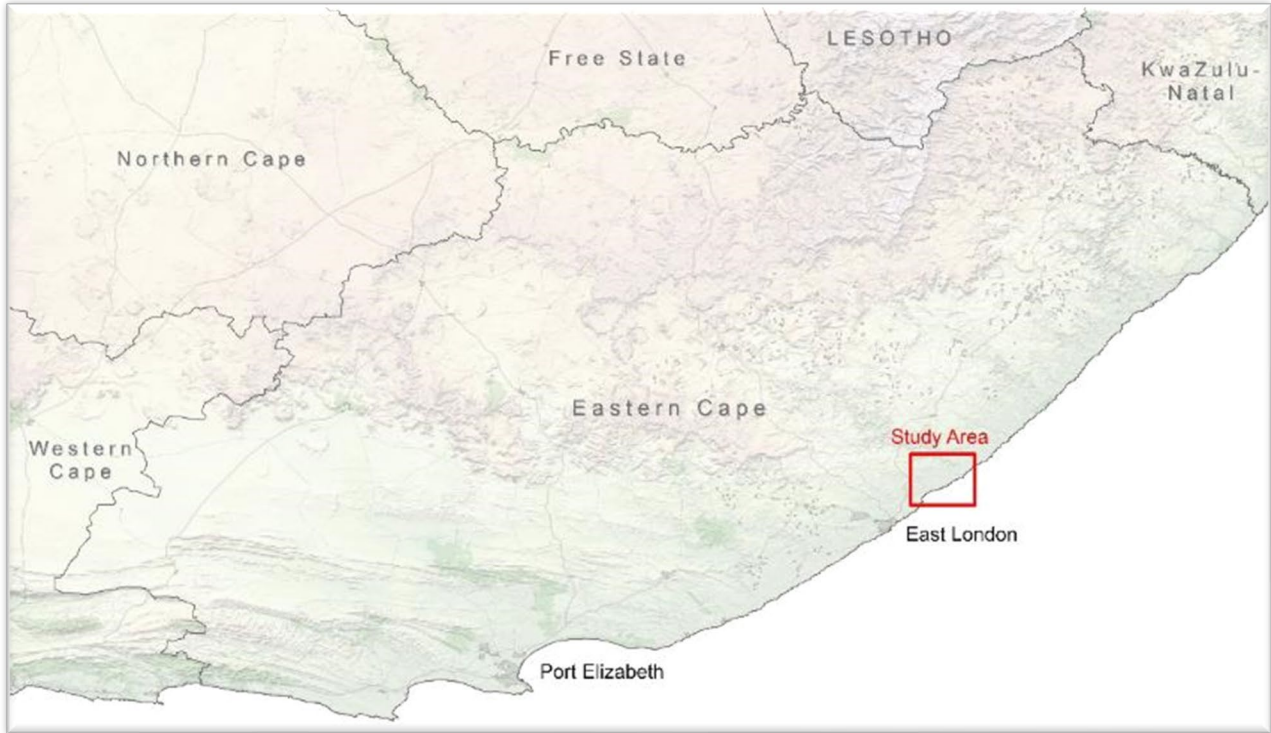 LESOTHO
Free State
KwaZulu-
Natal
Northern Cape
Eastern Cape
Study Area
Western
Cape
East London
Port Elizabeth